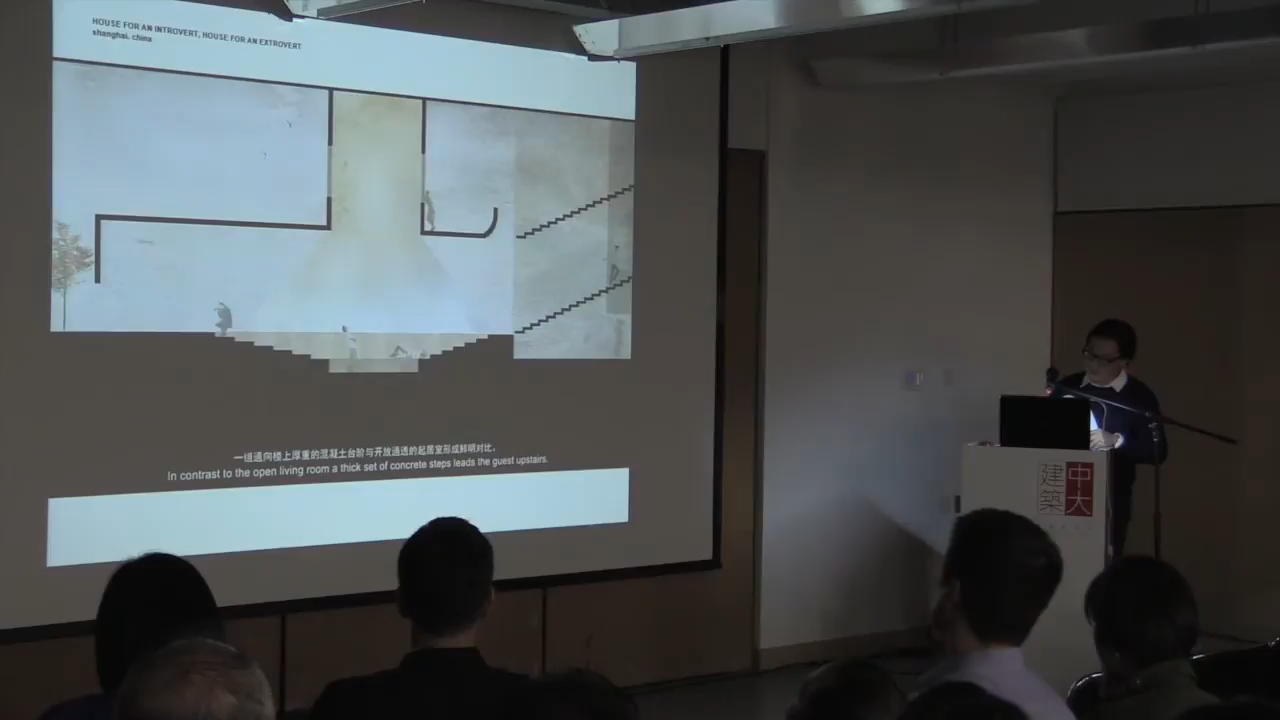 HOUSE FOR AN INTROVERT, HOUSE FOR AN EXTROVERT
shanghai, china
一组通向楼上厚重的混凝土台阶与开放通透的起居室形成鲜明对比。
In contrast to the open living room a thick set of concrete steps leads the guest upstairs.
中大
建築